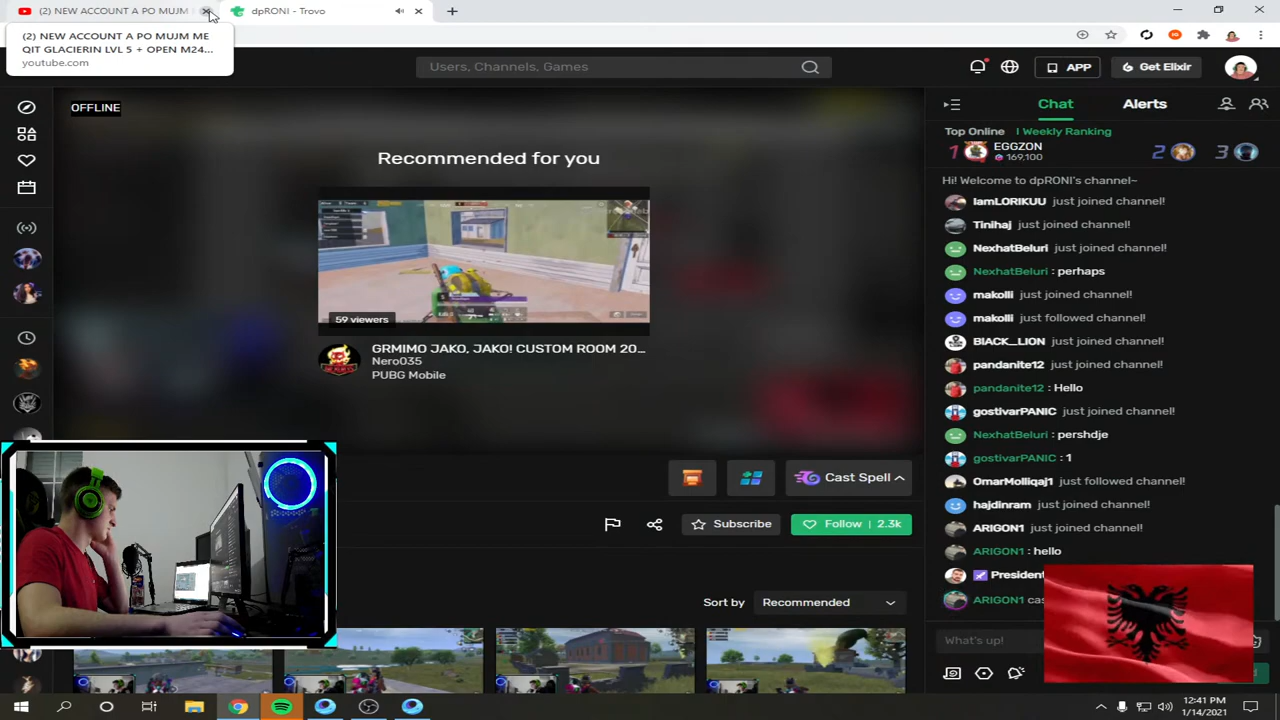 (2) NEW ACCOUNT A PO MUJM
dpRONI - Trovo
(2) NEW ACCOUNT A PO MUJM ME
QIT GLACIERIN LVL 5 + OPEN M24...
youtube.com
Users, Channels, Games
APP
Get Elixir
OFFLINE
Recommended for you
59 viewers
GRMIMO JAKO, JAKO! CUSTOM ROOM 20...
Nero035
PUBG Mobile
Cast Spell
Subscribe
Follow | 2.3k
Sort by
Recommended
Chat
Alerts
Top Online | Weekly Ranking
1 EGGZON
169,100
2
3
Hi! Welcome to dpRONI's channel~
IamLORIKUU just joined channel!
Tinihaj just joined channel!
NexhatBeluri just joined channel!
NexhatBeluri : perhaps
makolli just joined channel!
makolli just followed channel!
BlACK_LION just joined channel!
pandanite12 just joined channel!
pandanite12 : Hello
gostivarPANIC just joined channel!
NexhatBeluri : pershdje
gostivarPANIC : 1
OmarMolliqaj1 just followed channel!
hajdinram just joined channel!
ARIGON1 just joined channel!
ARIGON1 : hello
President
ARIGON1 cas
What's up!
12:41 PM
1/14/2021